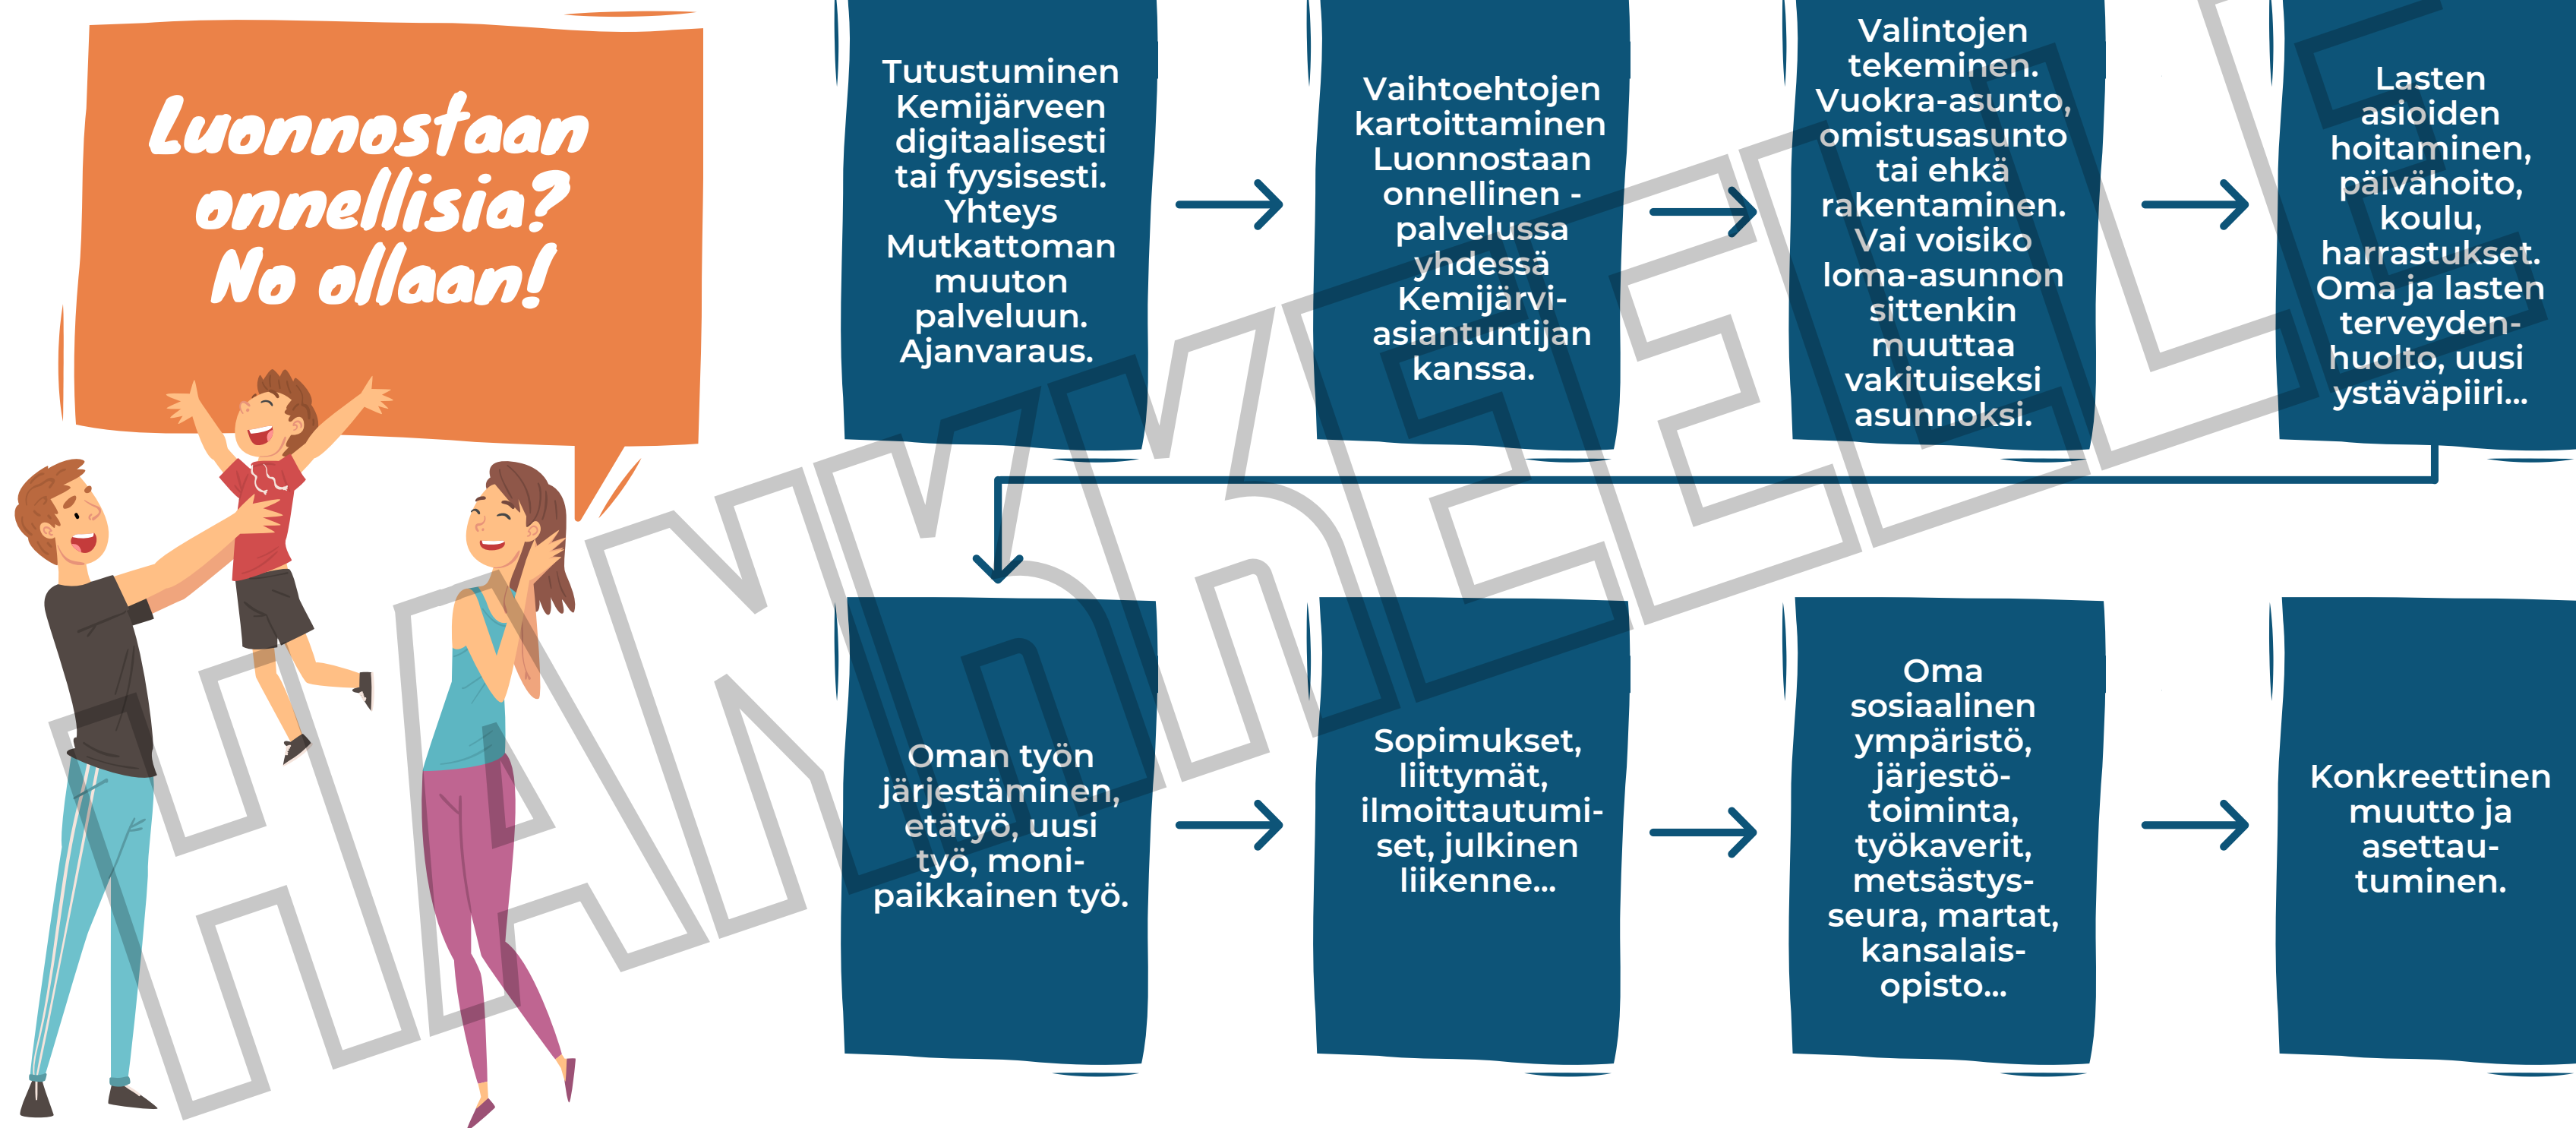 Luonnostaan
onnellisia?
No ollaan!
Tutustuminen
Kemijärveen
digitaalisesti
tai fyysisesti.
Yhteys
Mutkattoman
muuton
palveluun.
Ajanvaraus.
Vaihtoehtojen
kartoittaminen
Luonnostaan
onnellinen -
palvelussa
yhdessä
Kemijärvi-
asiantuntijan
kanssa.
Valintojen
tekeminen.
Vuokra-asunto,
omistusasunto
tai ehkä
rakentaminen.
Vai voisiko
loma-asunnon
sittenkin
muuttaa
vakituiseksi
asunnoksi.
Lasten
asioiden
hoitaminen,
päivähoito,
koulu,
harrastukset.
Oma ja lasten
terveyden-
huolto, uusi
ystäväpiiri...
Oman työn
järjestäminen,
etätyö, uusi
työ, moni-
paikkainen työ.
Sopimukset,
liittymät,
ilmoittautumi-
set, julkinen
liikenne...
Oma
sosiaalinen
ympäristö,
järjestö-
toiminta,
työkaverit,
metsästys-
seura, martat,
kansalais-
opisto...
Konkreettinen
muutto ja
asettau-
tuminen.